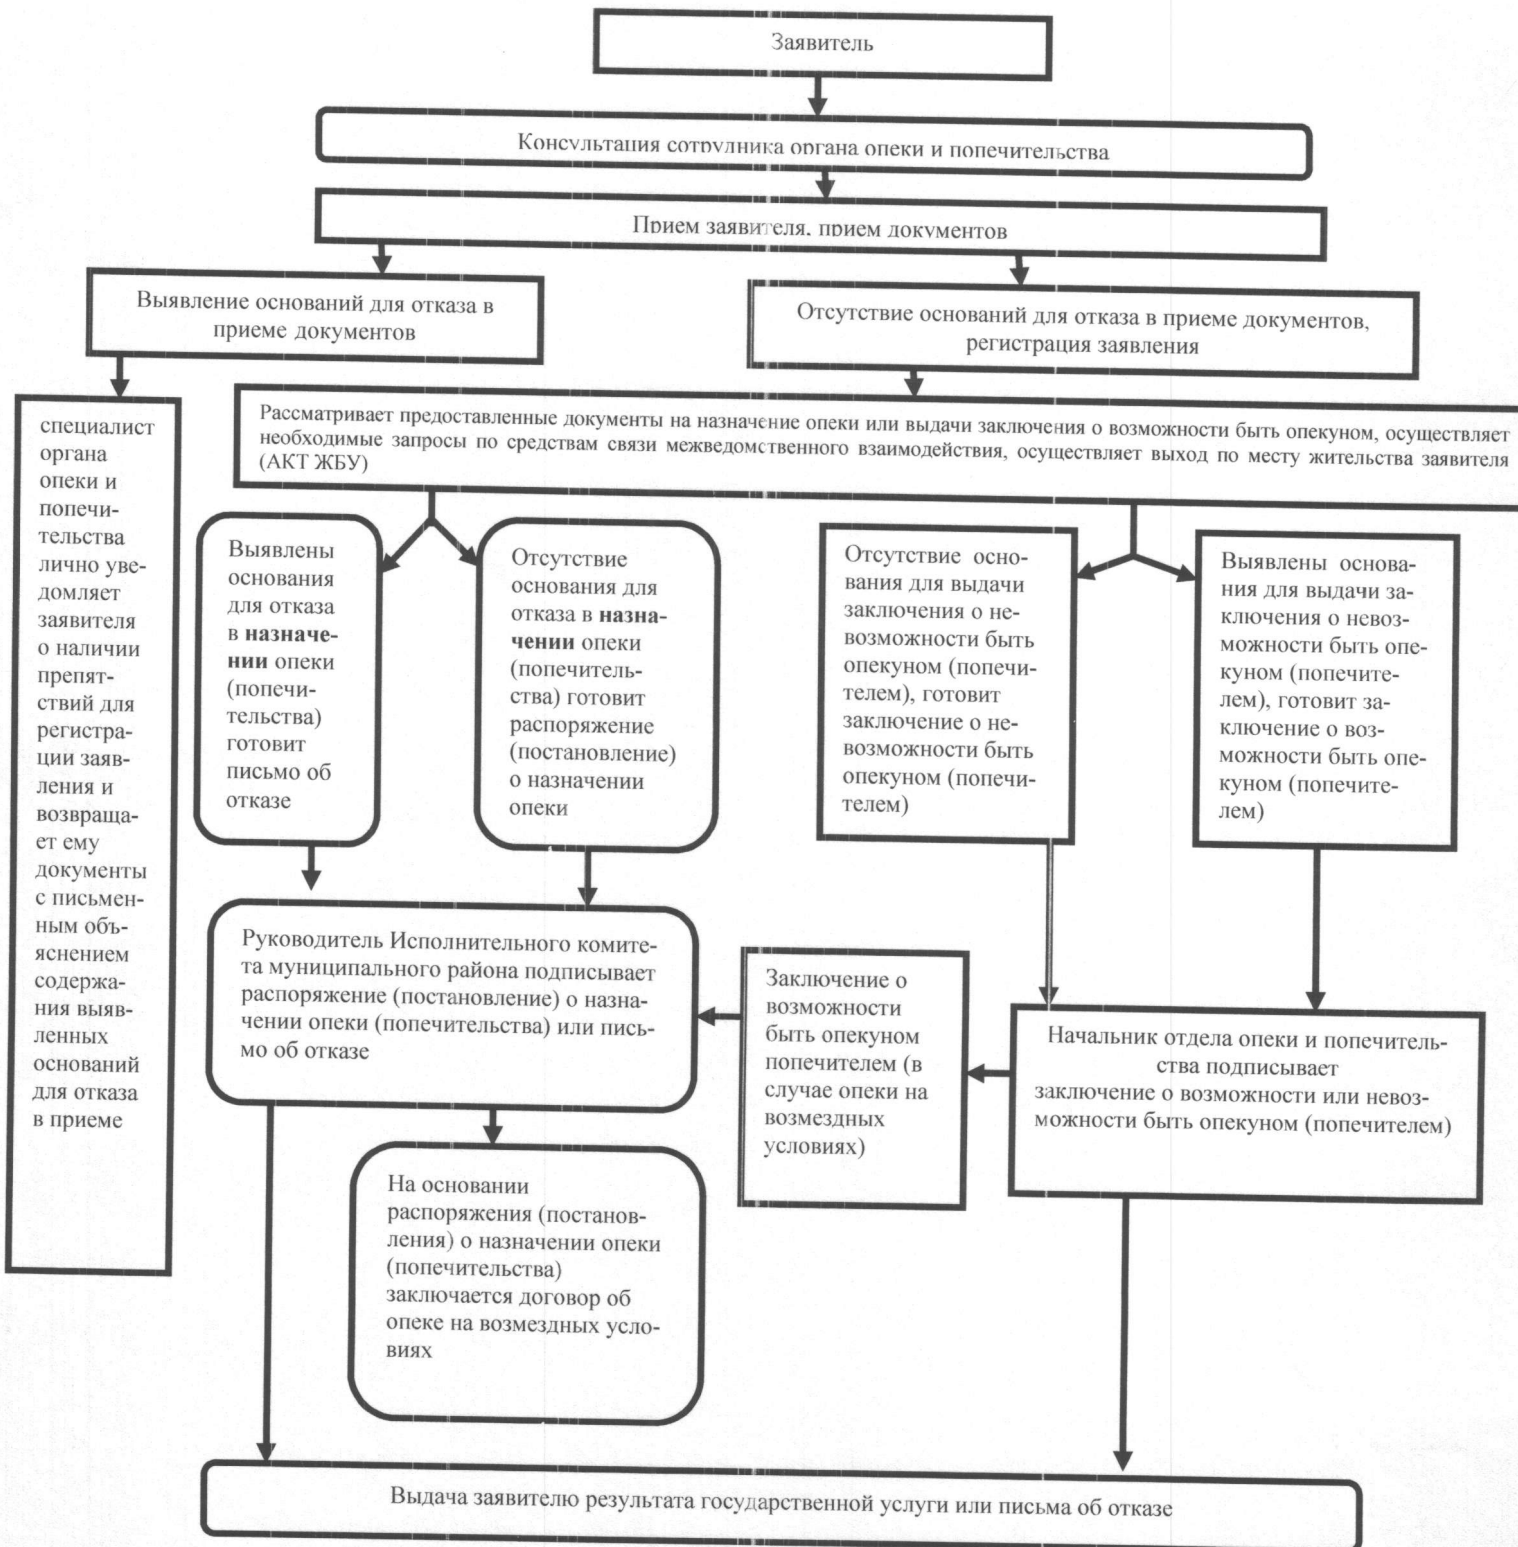 Заявитель
Консультация сотрудника органа опеки и попечительства
Прием заявителя, прием документов
Выявление оснований для отказа в
приеме документов
Отсутствие оснований для отказа в приеме документов,
регистрация заявления
специалист
органа
опеки и
попечи-
тельства
лично уве-
домляет
заявителя
о наличии
препят-
ствий для
регистра-
ции заяв-
ления и
возвраща-
ет ему
документы
с письмен-
ным объ-
яснением
содержа-
ния выяв-
ленных
оснований
для отказа
в приеме
Рассматривает предоставленные документы на назначение опеки или выдачи заключения о возможности быть опекуном, осуществляет
необходимые запросы по средствам связи межведомственного взаимодействия, осуществляет выход по месту жительства заявителя
(АКТ ЖБУ)
Выявлены
основания
для отказа
в назначе-
нии опеки
(попечи-
тельства)
готовит
письмо об
отказе
Отсутствие
основания для
отказа в назна-
чении опеки
(попечитель-
ства) готовит
распоряжение
(постановление)
о назначении
опеки
Отсутствие осно-
вания для выдачи
заключения о не-
возможности быть
опекуном (попечи-
телем), готовит
заключение о не-
возможности быть
опекуном (попечи-
телем)
Выявлены основа-
ния для выдачи за-
ключения о невоз-
можности быть опе-
куном (попечите-
лем), готовит за-
ключение о воз-
можности быть опе-
куном (попечите-
лем)
Руководитель Исполнительного комите-
та муниципального района подписывает
распоряжение (постановление) о назна-
чении опеки (попечительства) или пись-
мо об отказе
Заключение о
возможности
быть опекуном
попечителем (в
случае опеки на
возмездных
условиях)
Начальник отдела опеки и попечитель-
ства подписывает
заключение о возможности или невоз-
можности быть опекуном (попечителем)
На основании
распоряжения (постанов-
ления) о назначении опеки
(попечительства)
заключается договор об
опеке на возмездных усло-
виях
Выдача заявителю результата государственной услуги или письма об отказе